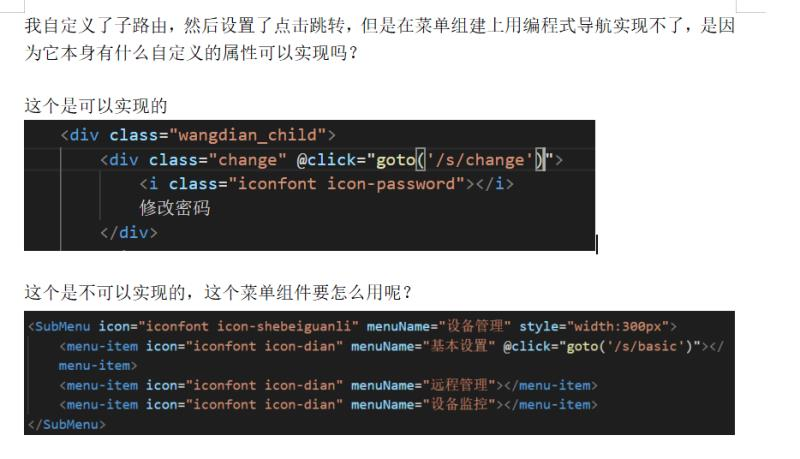 我自定义了子路由，然后设置了点击跳转，但是在菜单组建上用编程式导航实现不了，是因
为它本身有什么自定义的属性可以实现吗？
这个是可以实现的
<div class="wangdian_child">
<div class="change" @click="goto('/s/change')">
<i class="iconfont icon-password"></i>
修改密码
</div>
这个是不可以实现的，这个菜单组件要怎么用呢？
<SubMenu icon="iconfont icon-shebeiguanli" menuName="设备管理" style="width:300px">
<menu-item icon="iconfont icon-dian" menuName="基本设置" @click="goto('/s/basic')"></
menu-item>
<menu-item icon="iconfont icon-dian" menuName="远程管理"></menu-item>
<menu-item icon="iconfont icon-dian" menuName="设备监控"></menu-item>
</SubMenu>